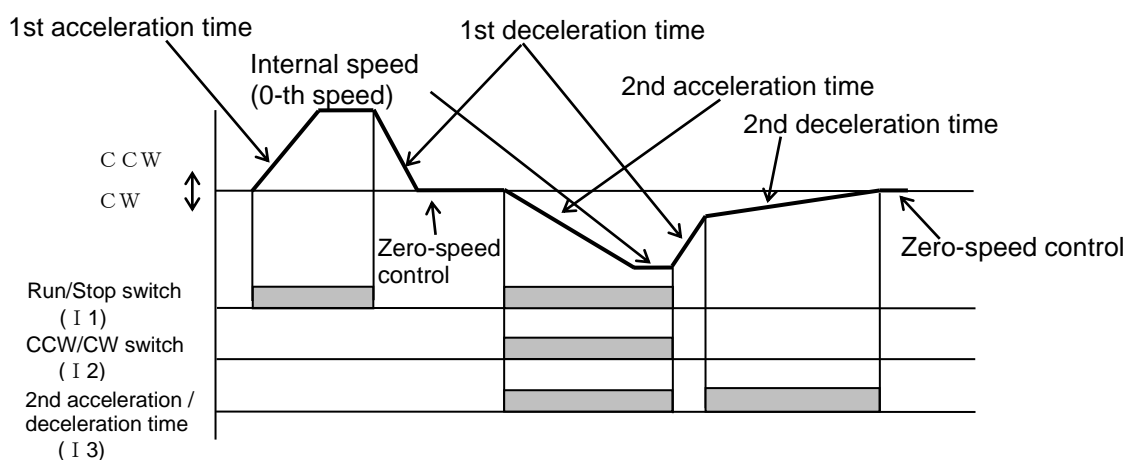 1st acceleration time
1st deceleration time
Internal speed
(0-th speed)
2nd acceleration time
2nd deceleration time
ＣＣＷ
ＣＷ
Zero-speed
control
Zero-speed control
Run/Stop switch
(Ｉ1)
CCW/CW switch
(Ｉ2)
2nd acceleration /
deceleration time
(Ｉ3)